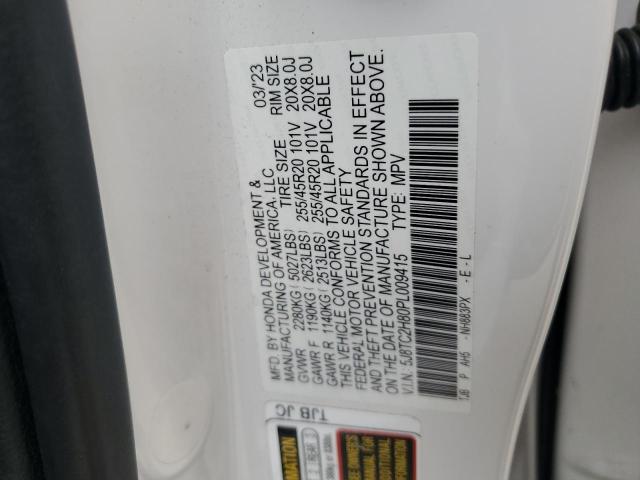 MFD. BY HONDA DEVELOPMENT & 03/'23
MANUFACTURING OF AMERICA, LLC
TIRE SIZE RIM SIZE
GVWR 2280KG( 5027LBS)
GAWR F 1190KG( 2623LBS) 255/45R20 101V 20X8.0J
GAWR R 1140KG( 2513LBS) 255/45R20 101V 20X8.0J
THIS VEHICLE CONFORMS TO ALL APPLICABLE
FEDERAL MOTOR VEHICLE SAFETY
AND THEFT PREVENTION STANDARDS IN EFFECT
ON THE DATE OF MANUFACTURE SHOWN ABOVE.
V.I.N: 5J8TC2H80PL009415 TYPE: MPV
TJB P AH5 - NH883PX - E - L
TJB JC